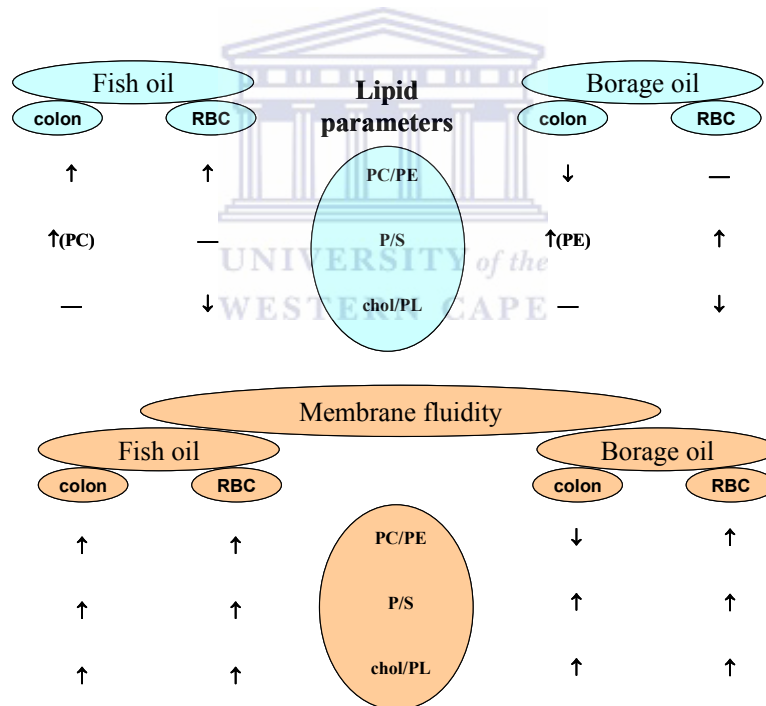 Fish oil Borage oil
Lipid
parameters
colon RBC colon RBC
↑ ↑ PC/PE ↓ —
↑(PC) — P/S ↑(PE) ↑
UNIVERSITY of the
— ↓ chol/PL — ↓
WESTERN CAPE
Membrane fluidity
Fish oil Borage oil
colon RBC colon RBC
↑ ↑ PC/PE ↓ ↑
↑ ↑ P/S ↑ ↑
↑ ↑ chol/PL ↑ ↑